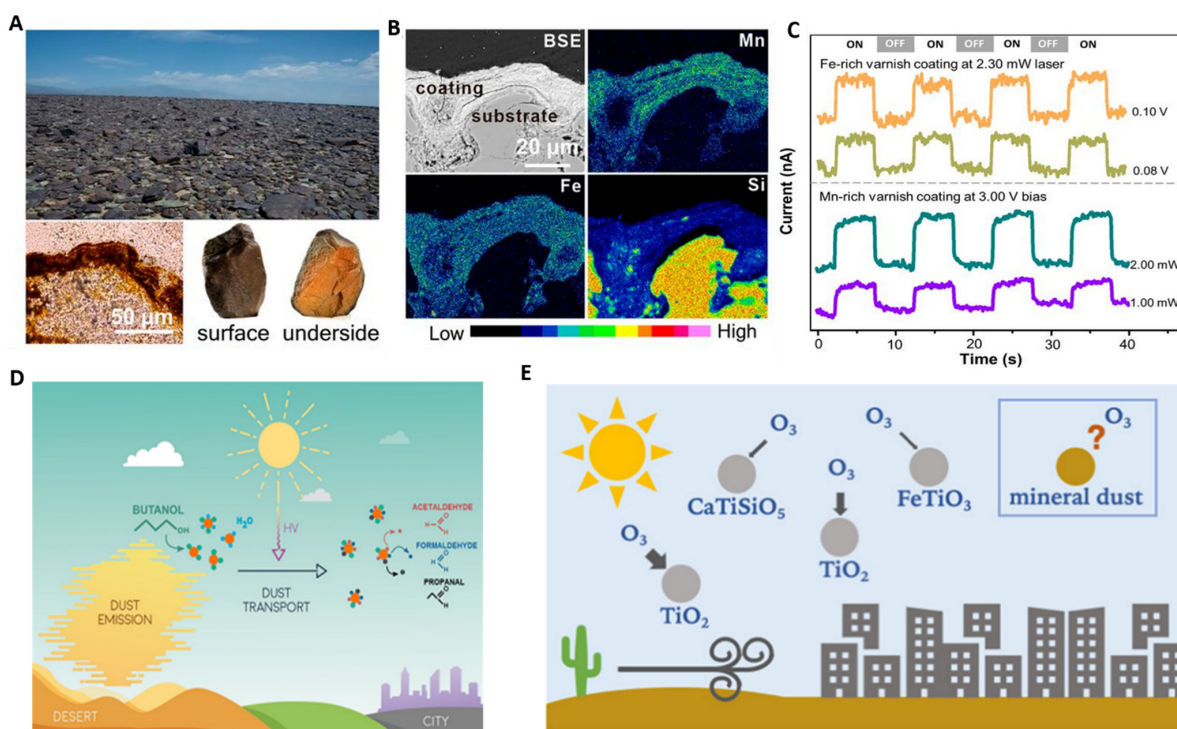 A
50 μm
surface
underside
B
BSE
coating
substrate
20 μm
Mn
Fe
Si
Low
High
C
ON OFF ON OFF ON OFF ON
Fe-rich varnish coating at 2.30 mW laser
0.10 V
0.08 V
Mn-rich varnish coating at 3.00 V bias
2.00 mW
1.00 mW
Current (nA)
0 10 20 30 40
Time (s)
D
BUTANOL
OH
H2O
HV
ACETALDEHYDE
FORMALDEHYDE
PROPANAL
DUST
EMISSION
DUST
TRANSPORT
DESERT
CITY
E
O3
CaTiSiO5
O3
FeTiO3
O3
?
mineral dust
O3
TiO2
O3
TiO2